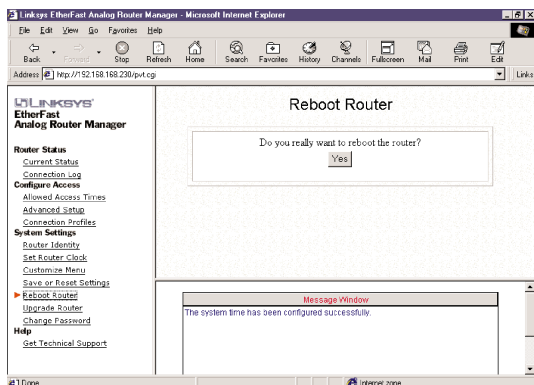 Linksys EtherFast Analog Router Manager - Microsoft Internet Explorer
File Edit View Go Favorites Help
Back Forward Stop Refresh Home Search Favorites History Channels Fullscreen Mail Print Edit
Address http://192.168.168.230/pvt.cgi Links
LINKSYS
EtherFast
Analog Router Manager
Router Status
Current Status
Connection Log
Configure Access
Allowed Access Times
Advanced Setup
Connection Profiles
System Settings
Router Identity
Set Router Clock
Customize Menu
Save or Reset Settings
Reboot Router
Upgrade Router
Change Password
Help
Get Technical Support
Reboot Router
Do you really want to reboot the router?
Yes
Message Window
The system time has been configured successfully.
Done Internet zone